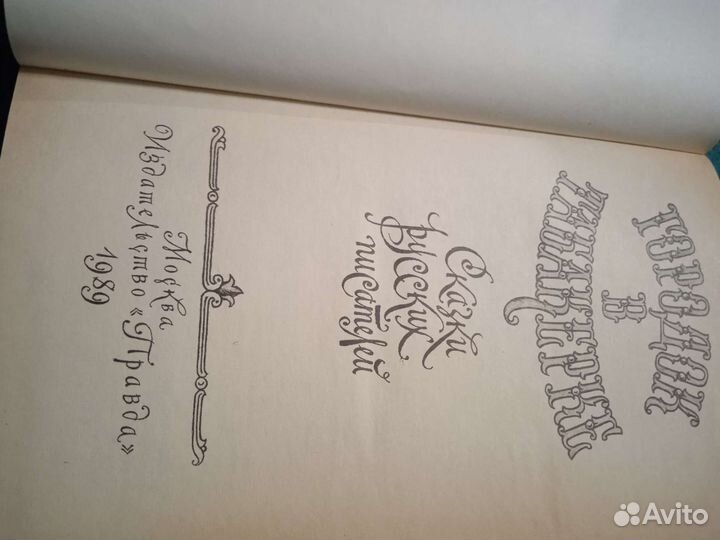 ГОРОДОК
В
ТАБАКЕРКЕ
Сказки
русских
писателей
Москва
Издательство «Правда»
1989
Avito